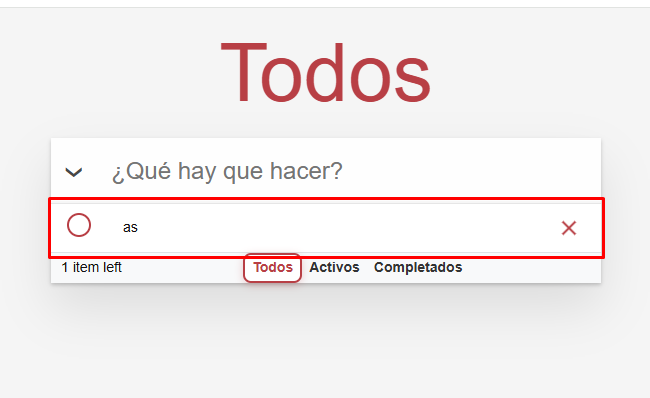 Todos
¿Qué hay que hacer?
as
1 item left Todos Activos Completados